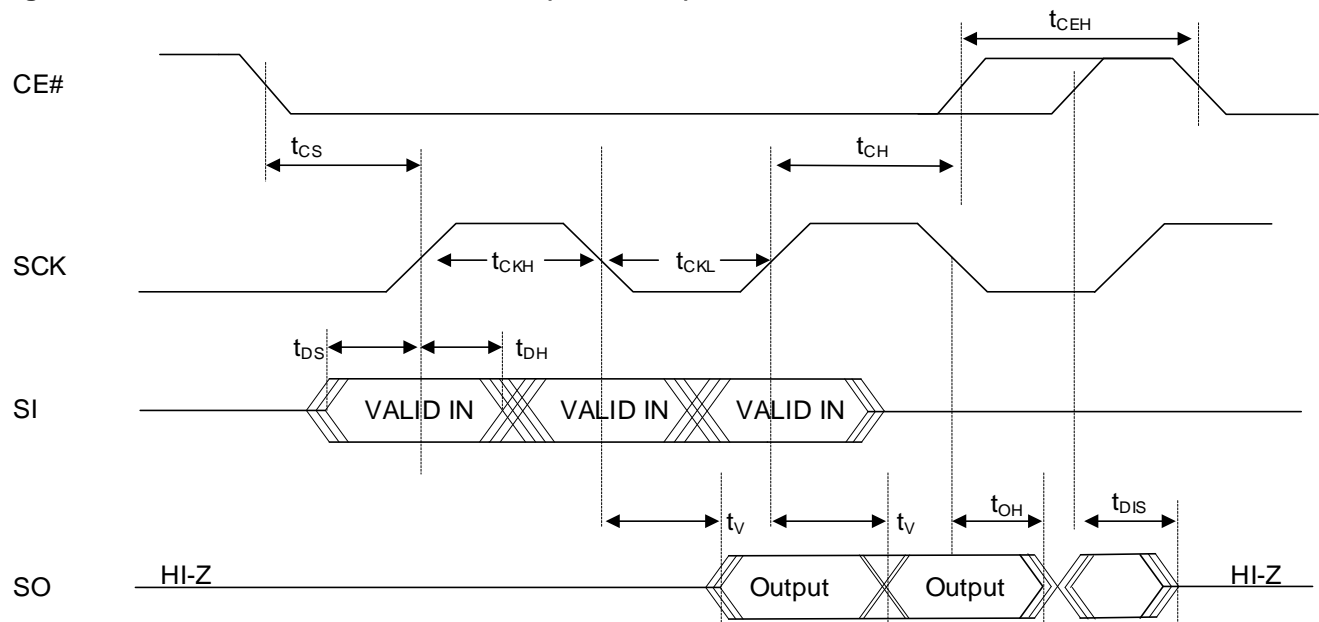 tCEH
CE#
tCS
tCH
SCK
tCKH
tCKL
tDS
tDH
SI
VALID IN
VALID IN
VALID IN
tV
tV
tOH
tDIS
SO
HI-Z
Output
Output
HI-Z